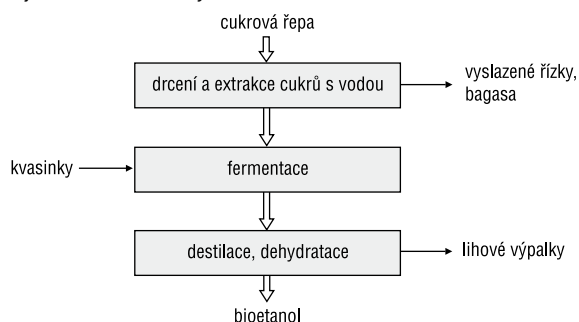 cukrová řepa
drcení a extrakce cukrů s vodou
vyslazené řízky,
bagasa
kvasinky
fermentace
destilace, dehydratace
lihové výpalky
bioetanol